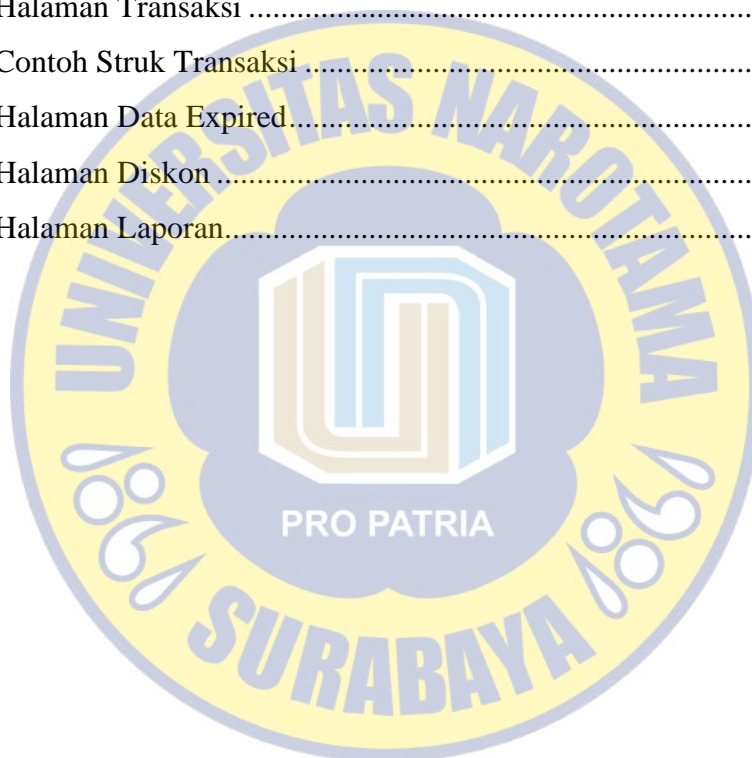 Halaman Transaksi ..............................................................
Contoh Struk Transaksi .......................................................
Halaman Data Expired.........................................................
Halaman Diskon ..................................................................
Halaman Laporan.................................................................
UNIVERSITAS NAROTAMA
PRO PATRIA
SURABAYA